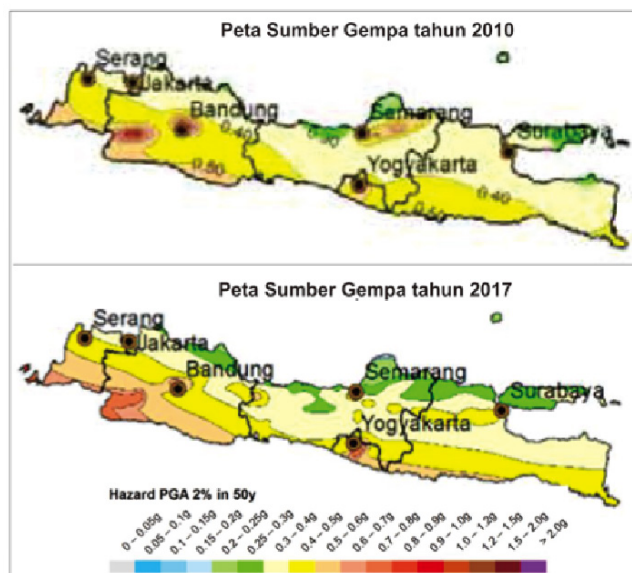 Peta Sumber Gempa tahun 2010
Serang
Jakarta
Bandung
Semarang
Surabaya
Yogyakarta
0.40
0.50
0.40
Peta Sumber Gempa tahun 2017
Serang
Jakarta
Bandung
Semarang
Surabaya
Yogyakarta
Hazard PGA 2% in 50y
0 – 0.05g
0.05 – 0.1g
0.1 – 0.15g
0.15 – 0.2g
0.2 – 0.25g
0.25 – 0.3g
0.3 – 0.4g
0.4 – 0.5g
0.5 – 0.6g
0.6 – 0.7g
0.7 – 0.8g
0.8 – 0.9g
0.9 – 1.0g
1.0 – 1.2g
1.2 – 1.5g
1.5 – 2.0g
> 2.0g